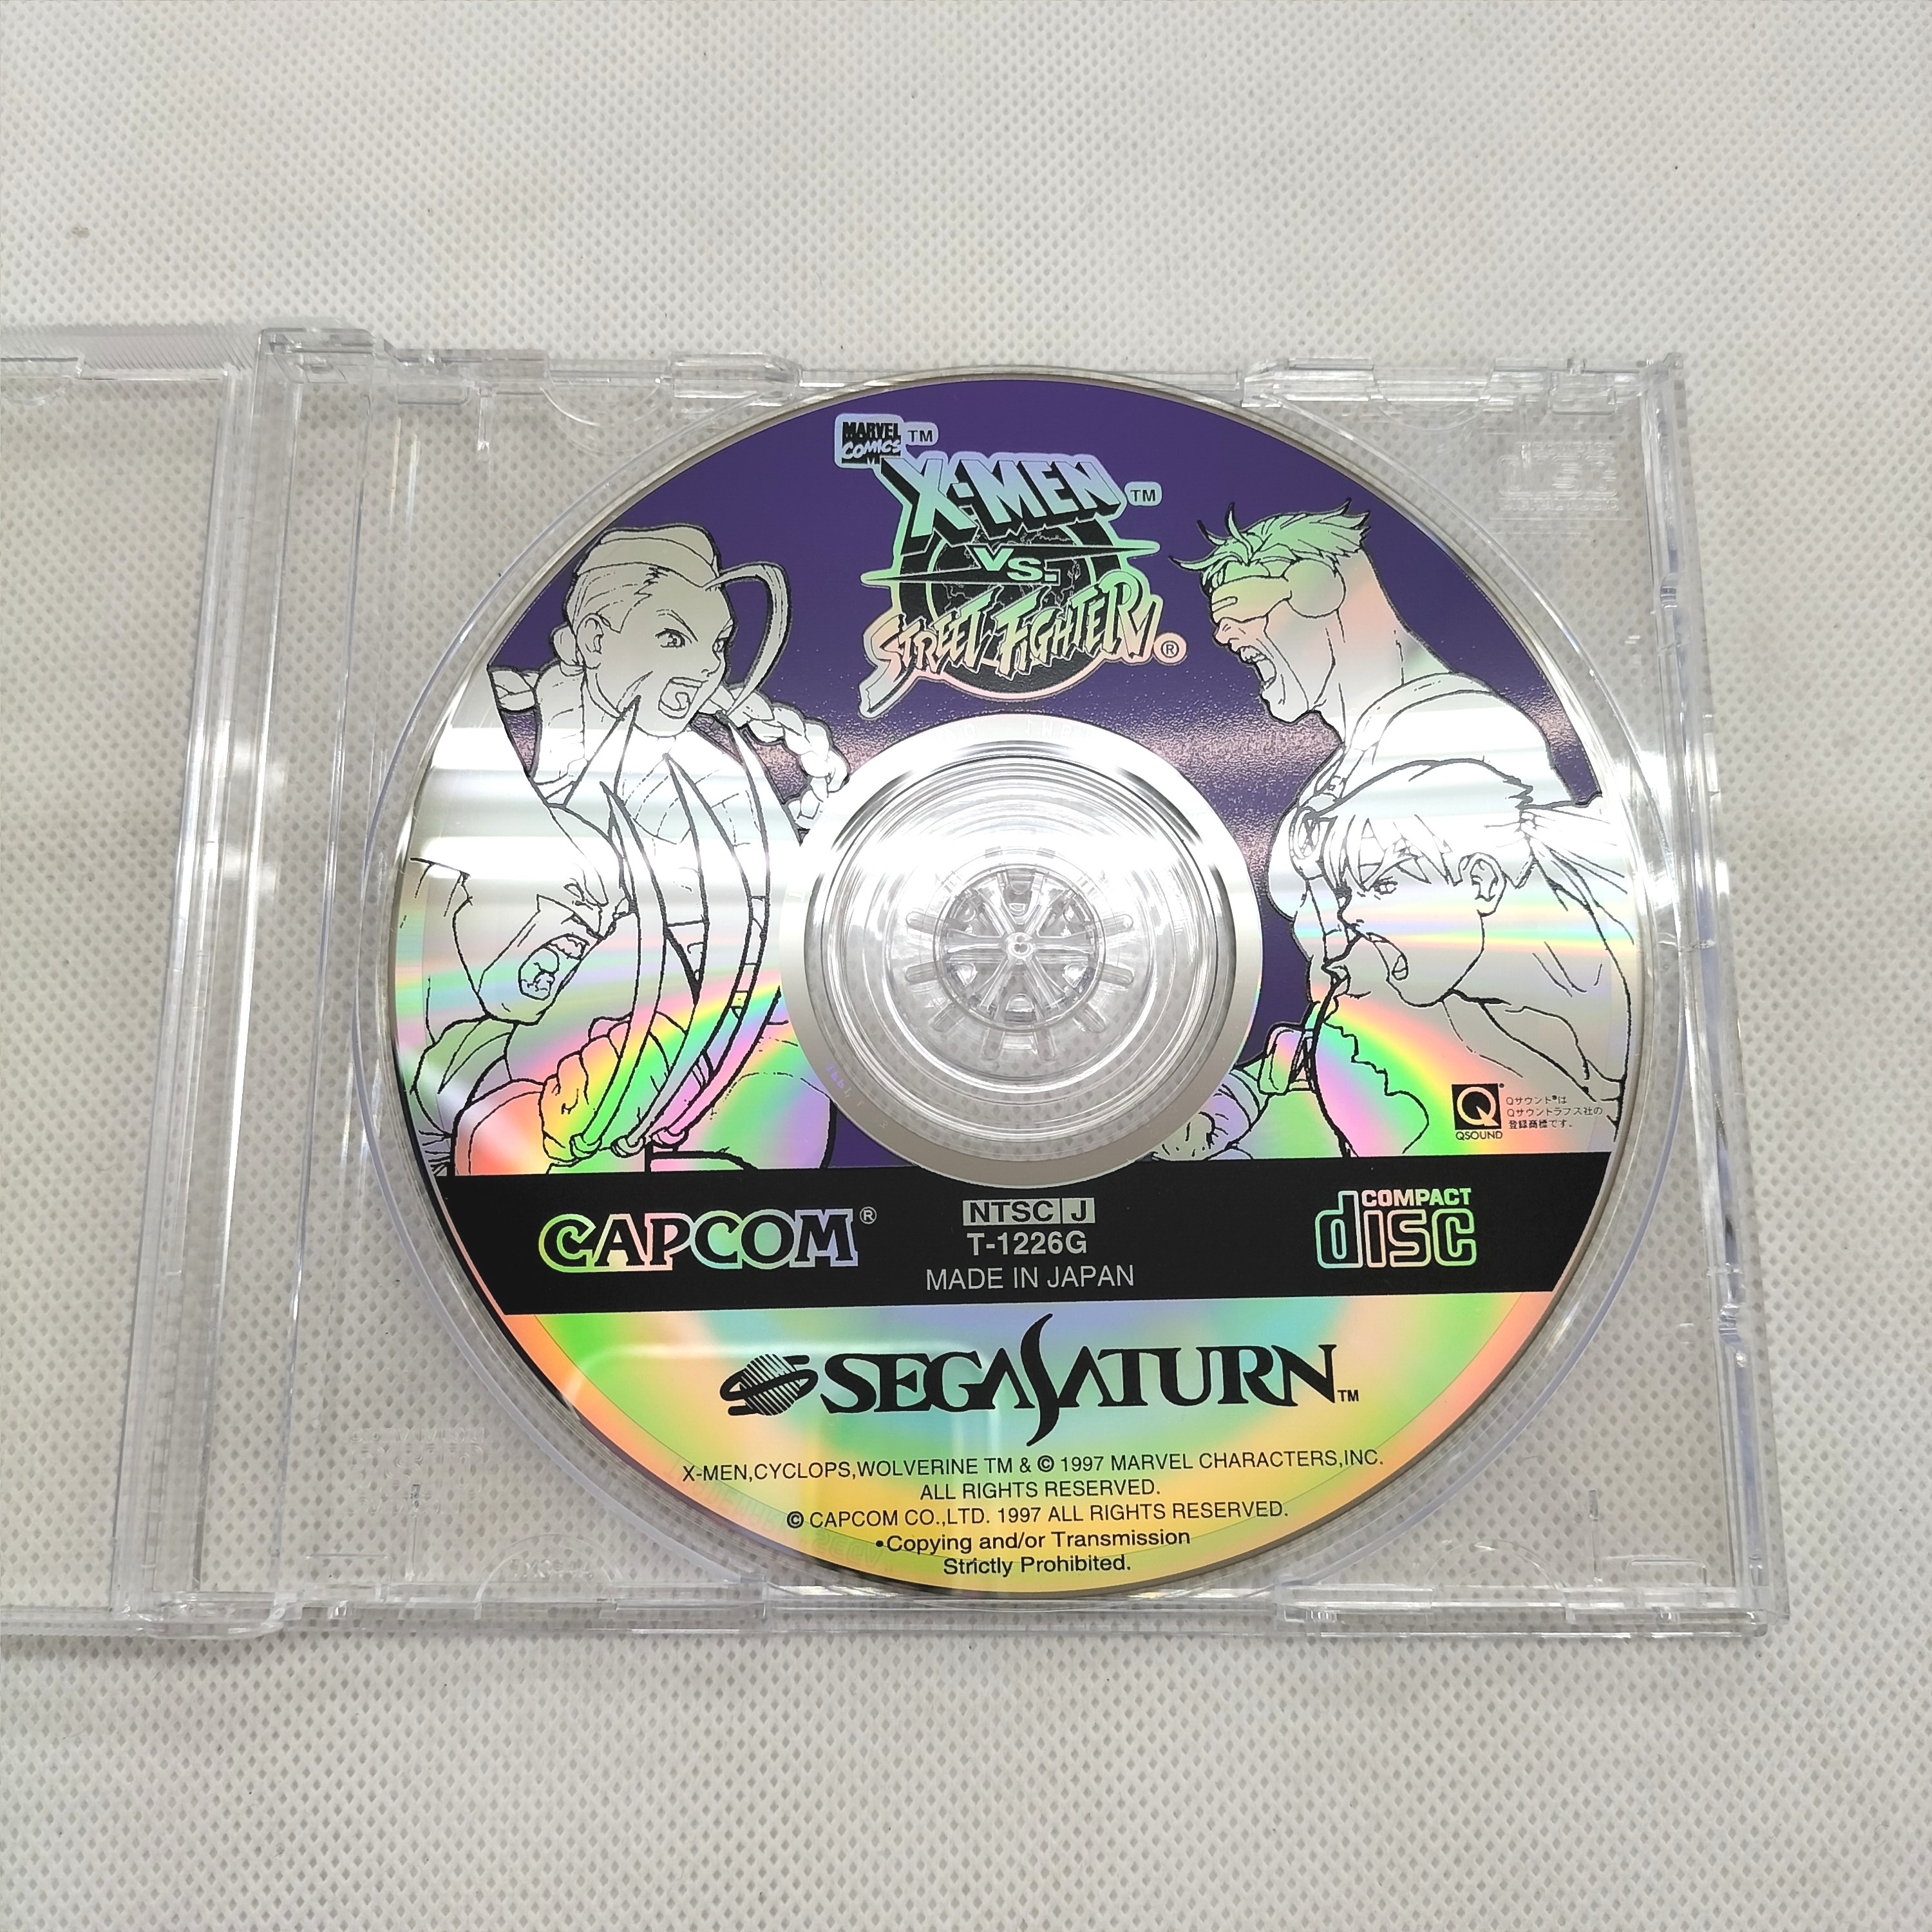 MARVEL
COMICS TM
X-MEN TM
VS.
STREET FIGHTER ®
Q
QSOUND
Qサウンド®は
Qサウンドラブス社の
登録商標です。
CAPCOM ®
NTSC J
T-1226G
MADE IN JAPAN
COMPACT
disc
SEGA SATURN TM
X-MEN,CYCLOPS,WOLVERINE TM & © 1997 MARVEL CHARACTERS,INC.
ALL RIGHTS RESERVED.
© CAPCOM CO.,LTD. 1997 ALL RIGHTS RESERVED.
•Copying and/or Transmission
Strictly Prohibited.